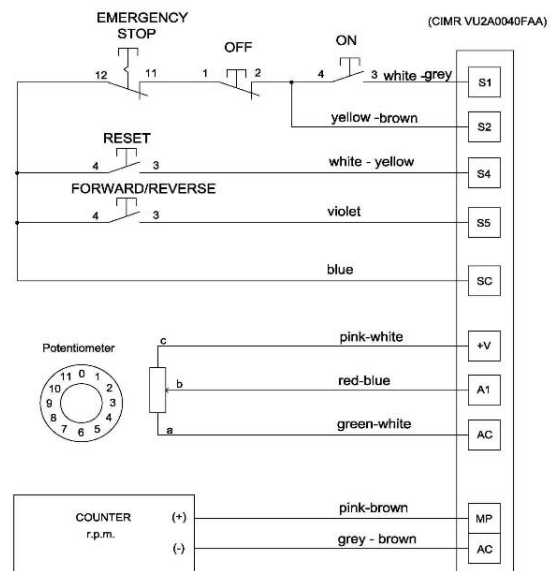 EMERGENCY
STOP
OFF
ON
(CIMR VU2A0040FAA)
12 11 1 2 4 3 white -grey S1
yellow -brown S2
RESET
4 3 white - yellow S4
FORWARD/REVERSE
4 3 violet S5
blue SC
Potentiometer
c pink-white +V
11 0 1 2 3 4 5 6 7 8 9 10
b red-blue A1
a green-white AC
COUNTER
r.p.m.
(+) pink-brown MP
(-) grey - brown AC